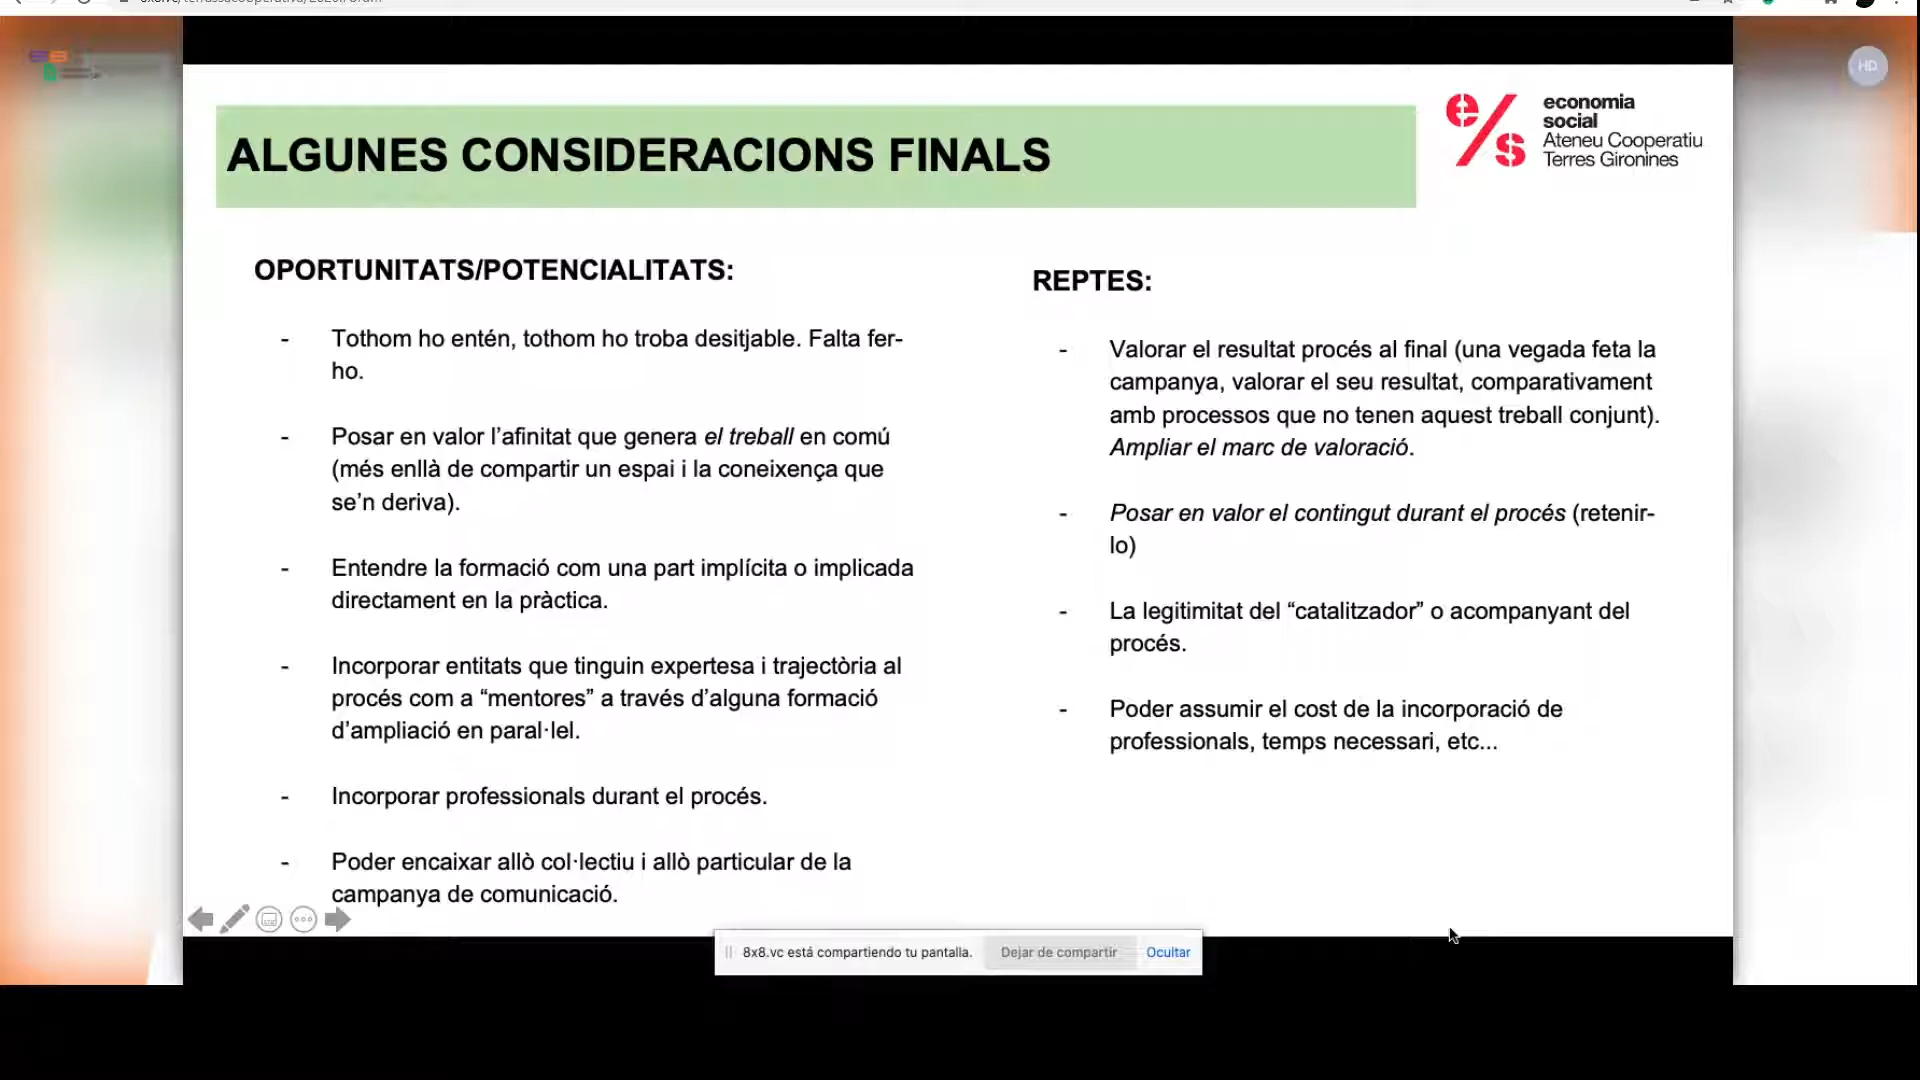 HD
economia
social
Ateneu Cooperatiu
Terres Gironines
ALGUNES CONSIDERACIONS FINALS
OPORTUNITATS/POTENCIALITATS:
- Tothom ho entén, tothom ho troba desitjable. Falta fer-
ho.
- Posar en valor l’afinitat que genera el treball en comú
(més enllà de compartir un espai i la coneixença que
se’n deriva).
- Entendre la formació com una part implícita o implicada
directament en la pràctica.
- Incorporar entitats que tinguin expertesa i trajectòria al
procés com a “mentores” a través d’alguna formació
d’ampliació en paral·lel.
- Incorporar professionals durant el procés.
- Poder encaixar allò col·lectiu i allò particular de la
campanya de comunicació.
REPTES:
- Valorar el resultat procés al final (una vegada feta la
campanya, valorar el seu resultat, comparativament
amb processos que no tenen aquest treball conjunt).
Ampliar el marc de valoració.
- Posar en valor el contingut durant el procés (retenir-
lo)
- La legitimitat del “catalitzador” o acompanyant del
procés.
- Poder assumir el cost de la incorporació de
professionals, temps necessari, etc...
8x8.vc está compartiendo tu pantalla. Dejar de compartir Ocultar